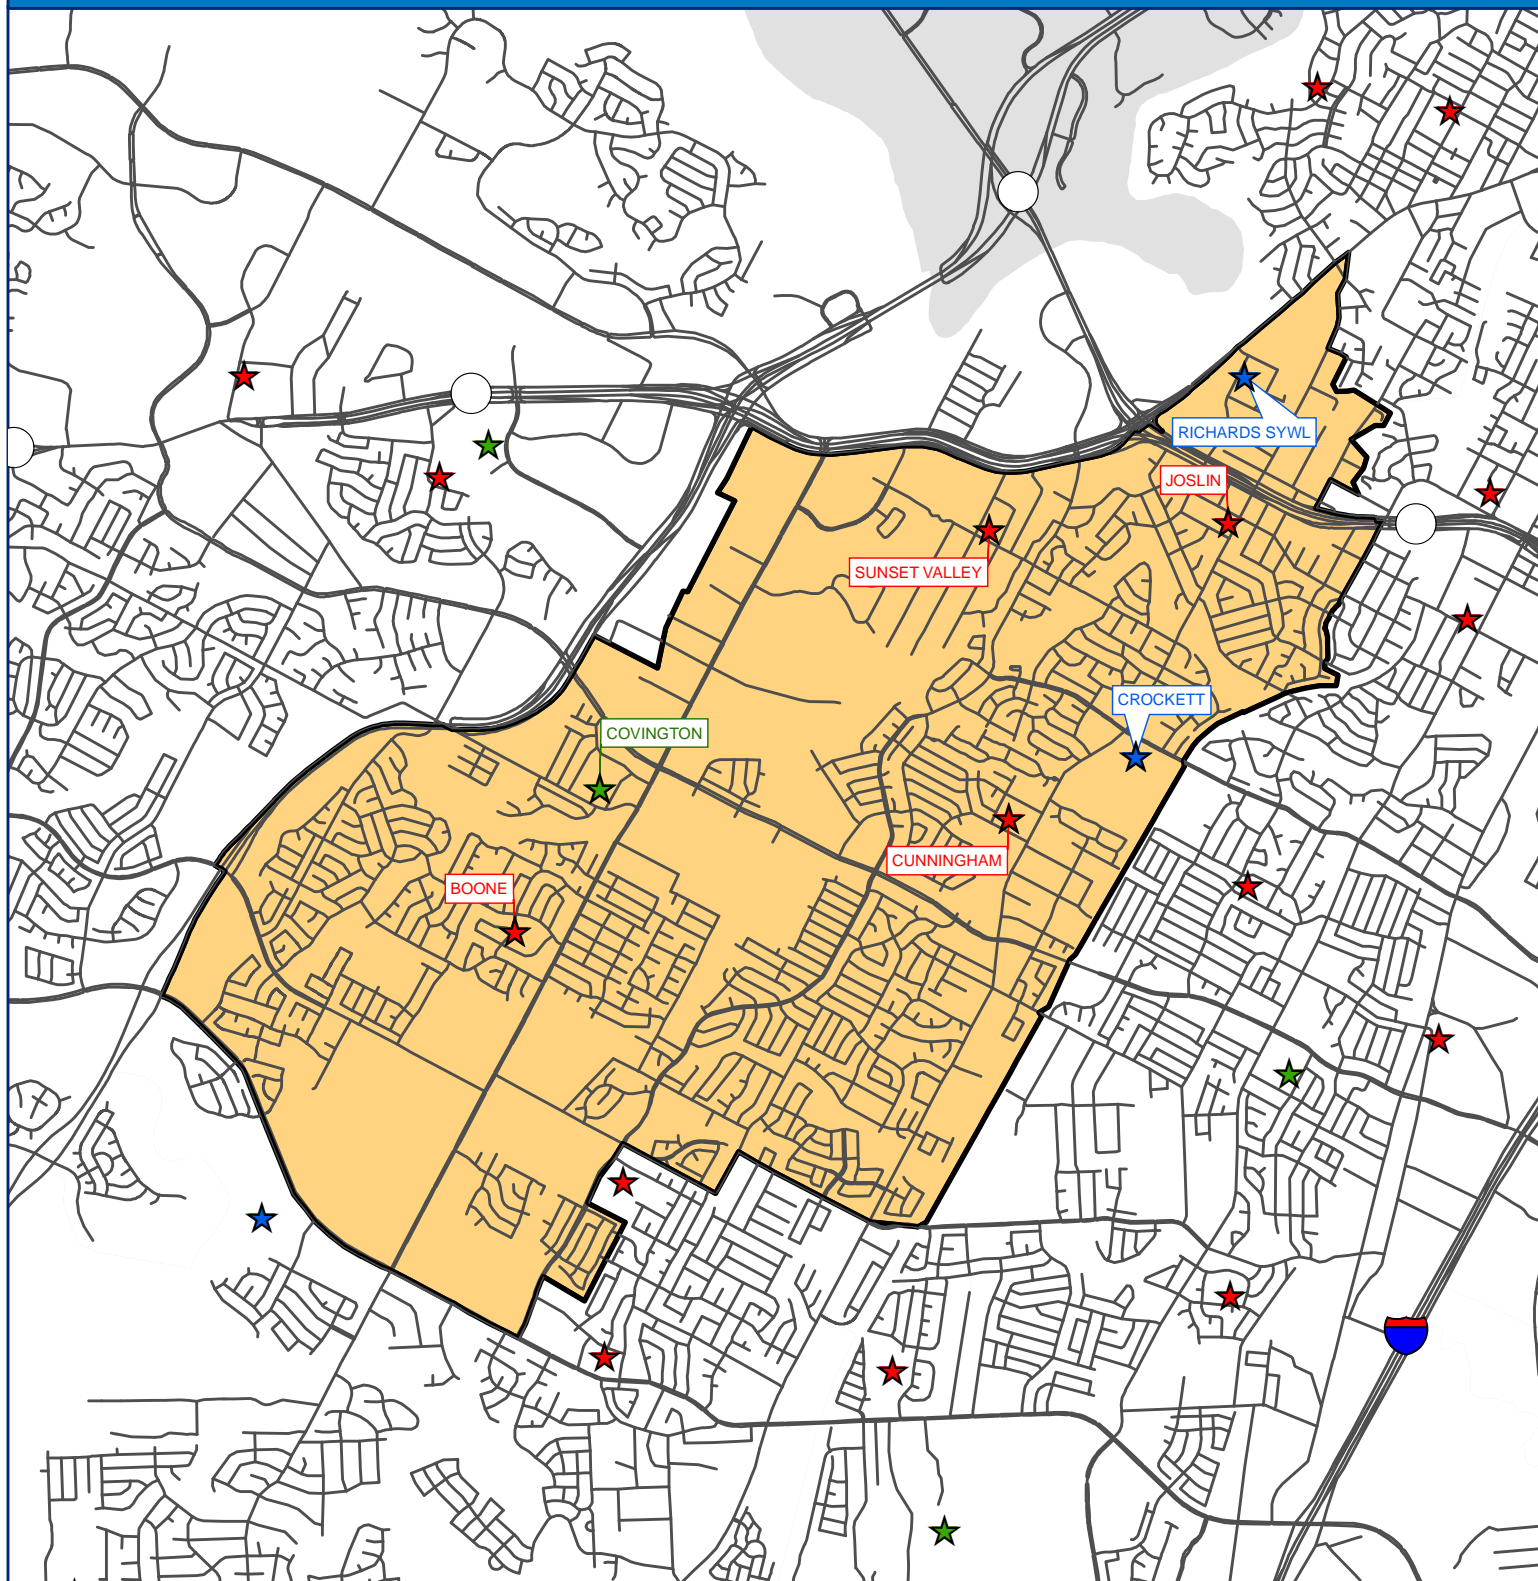 RICHARDS SYWL
JOSLIN
SUNSET VALLEY
CROCKETT
COVINGTON
CUNNINGHAM
BOONE